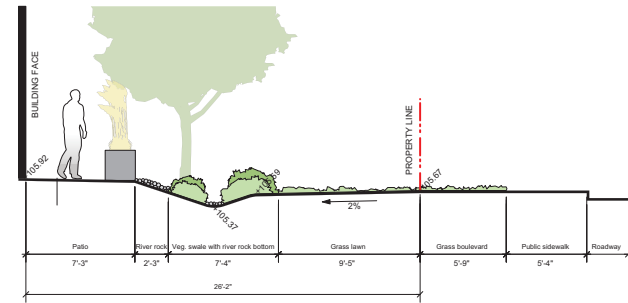 BUILDING FACE
PROPERTY LINE
105.92
105.67
+105.37
2%
Patio
River rock
Veg. swale with river rock bottom
Grass lawn
Grass boulevard
Public sidewalk
Roadway
7'-3"
2'-3"
7'-4"
9'-5"
5'-9"
5'-4"
26'-2"